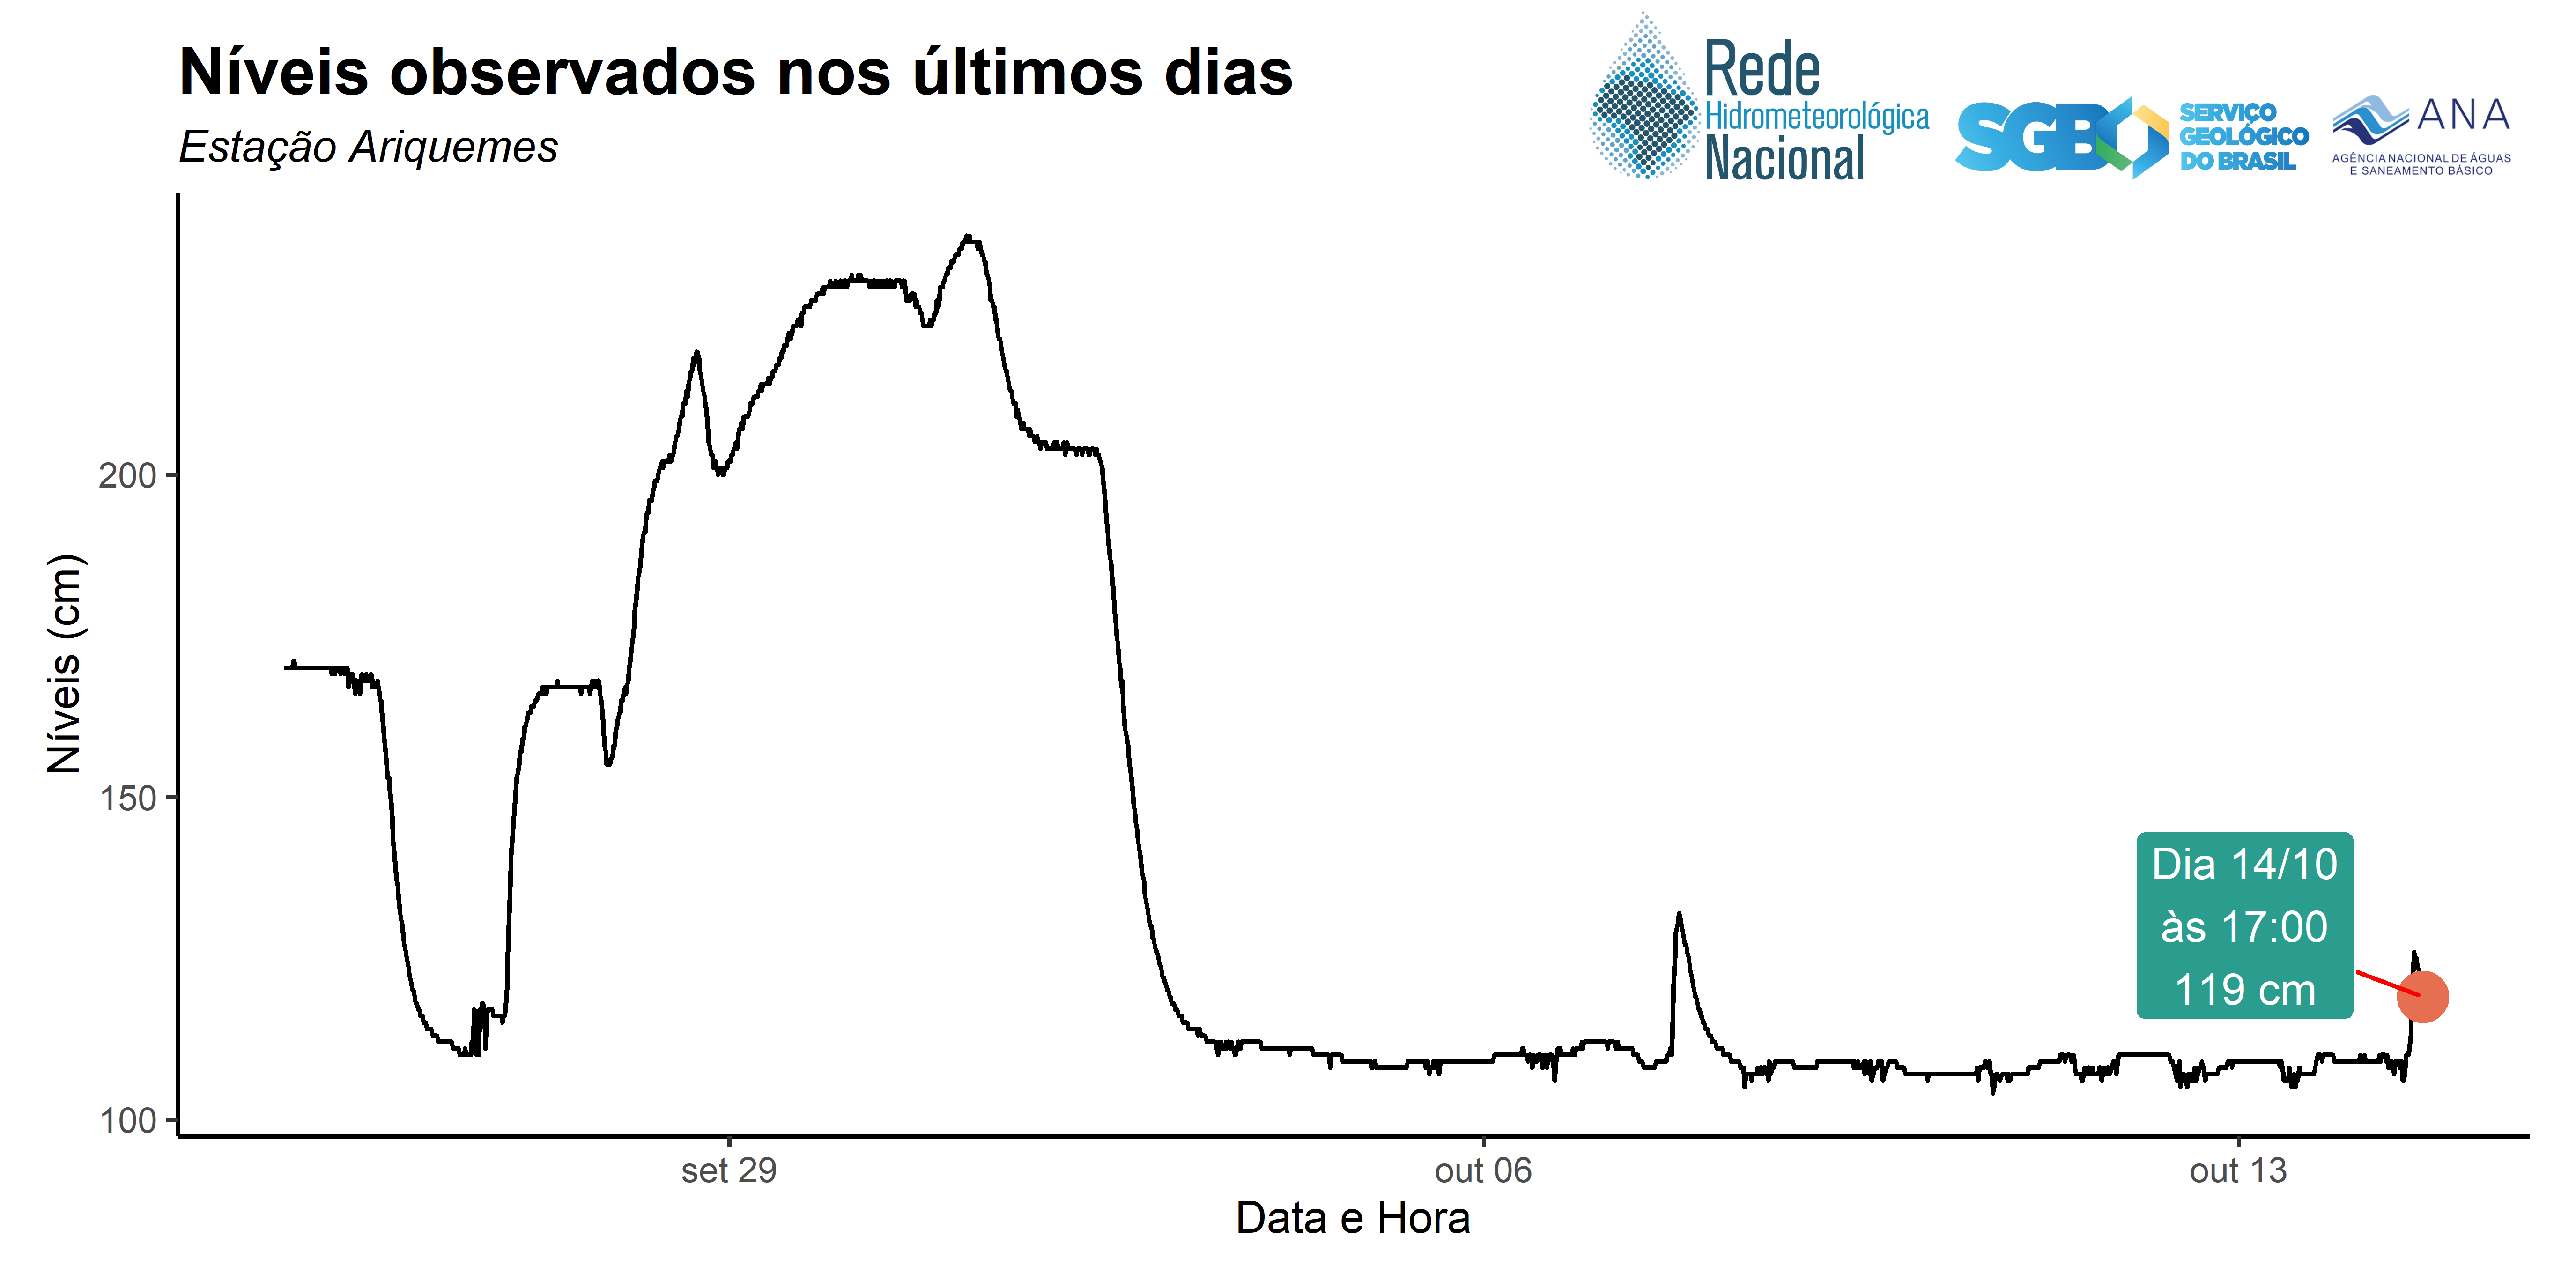 Níveis observados nos últimos dias
Estação Ariquemes
Rede
Hidrometeorológica
Nacional
SGB
SERVIÇO
GEOLÓGICO
DO BRASIL
ANA
AGÊNCIA NACIONAL DE ÁGUAS
E SANEAMENTO BÁSICO
Níveis (cm)
200
150
100
Dia 14/10
às 17:00
119 cm
set 29
out 06
out 13
Data e Hora